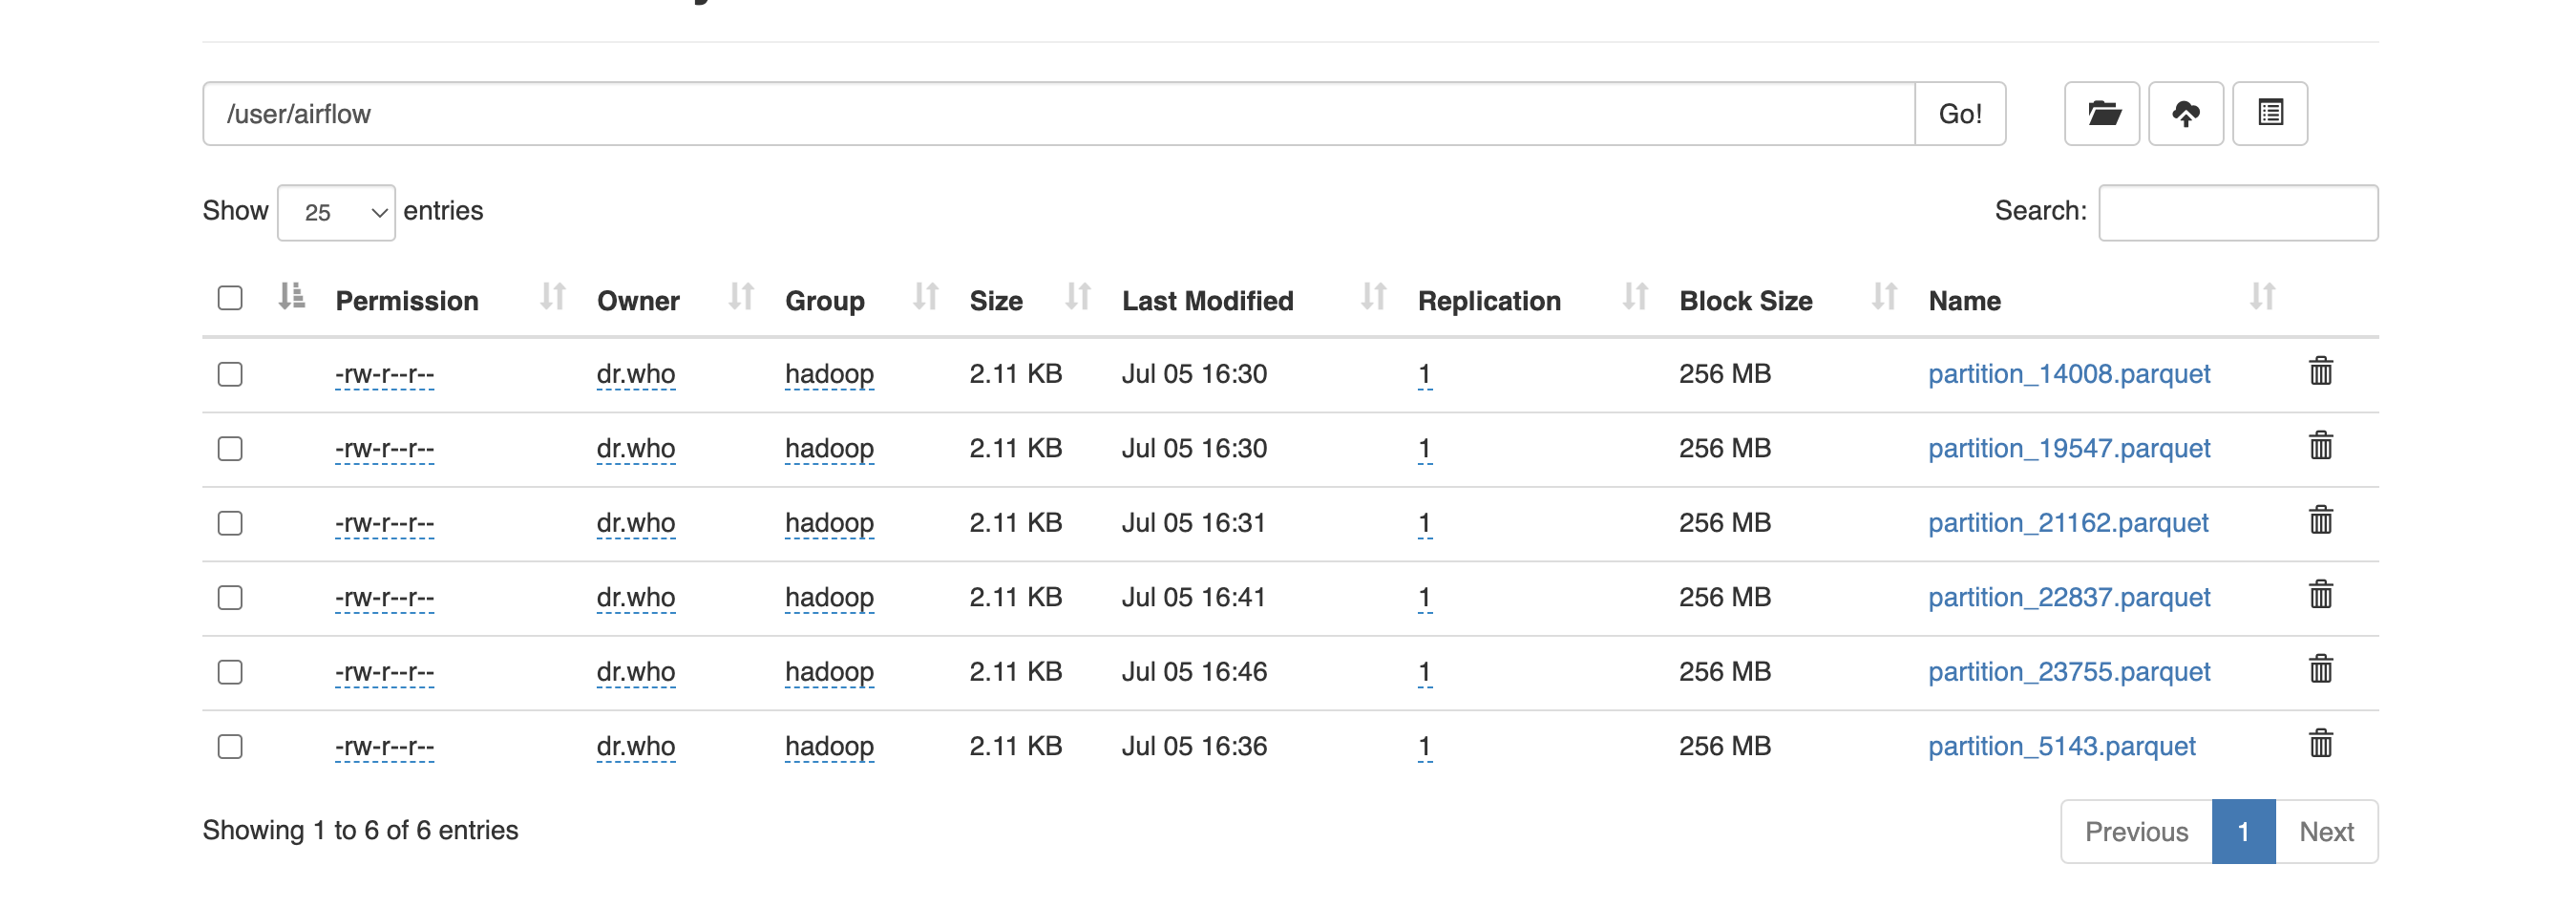 /user/airflow
Go!
Show 25 entries
Search:
Permission Owner Group Size Last Modified Replication Block Size Name
-rw-r--r-- dr.who hadoop 2.11 KB Jul 05 16:30 1 256 MB partition_14008.parquet
-rw-r--r-- dr.who hadoop 2.11 KB Jul 05 16:30 1 256 MB partition_19547.parquet
-rw-r--r-- dr.who hadoop 2.11 KB Jul 05 16:31 1 256 MB partition_21162.parquet
-rw-r--r-- dr.who hadoop 2.11 KB Jul 05 16:41 1 256 MB partition_22837.parquet
-rw-r--r-- dr.who hadoop 2.11 KB Jul 05 16:46 1 256 MB partition_23755.parquet
-rw-r--r-- dr.who hadoop 2.11 KB Jul 05 16:36 1 256 MB partition_5143.parquet
Showing 1 to 6 of 6 entries
Previous 1 Next